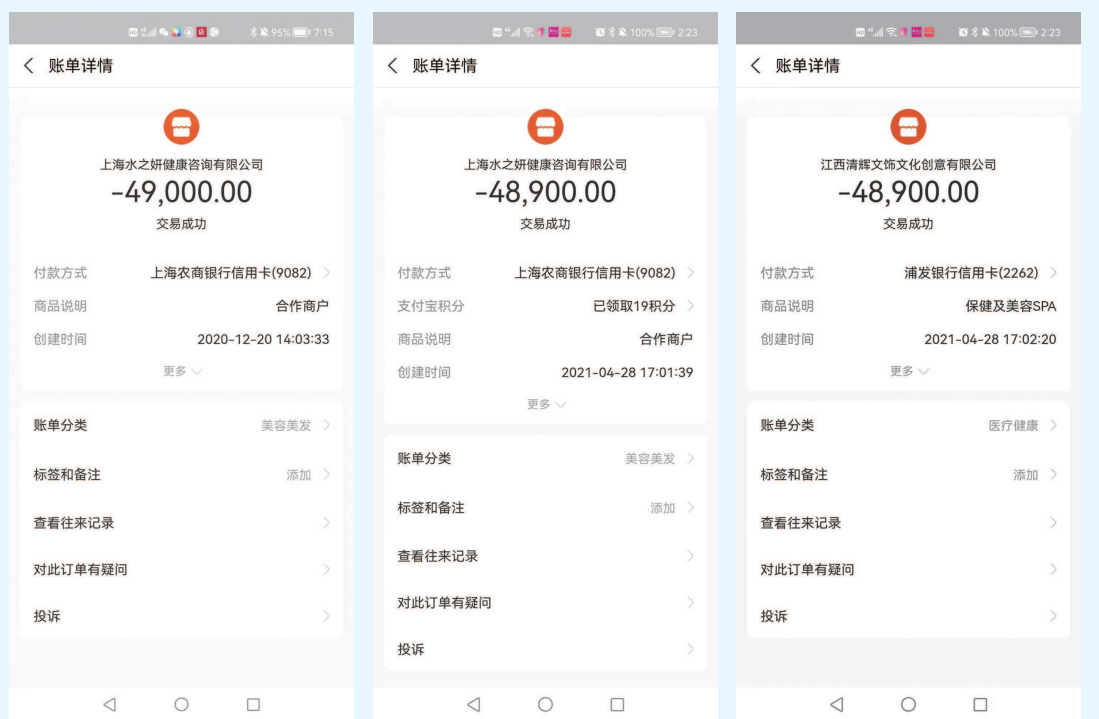 95% 7:15
账单详情
上海水之妍健康咨询有限公司
-49,000.00
交易成功
付款方式 上海农商银行信用卡(9082)
商品说明 合作商户
创建时间 2020-12-20 14:03:33
更多
账单分类 美容美发
标签和备注 添加
查看往来记录
对此订单有疑问
投诉
100% 2:23
账单详情
上海水之妍健康咨询有限公司
-48,900.00
交易成功
付款方式 上海农商银行信用卡(9082)
支付宝积分 已领取19积分
商品说明 合作商户
创建时间 2021-04-28 17:01:39
更多
账单分类 美容美发
标签和备注 添加
查看往来记录
对此订单有疑问
投诉
100% 2:23
账单详情
江西清辉文饰文化创意有限公司
-48,900.00
交易成功
付款方式 浦发银行信用卡(2262)
商品说明 保健及美容SPA
创建时间 2021-04-28 17:02:20
更多
账单分类 医疗健康
标签和备注 添加
查看往来记录
对此订单有疑问
投诉